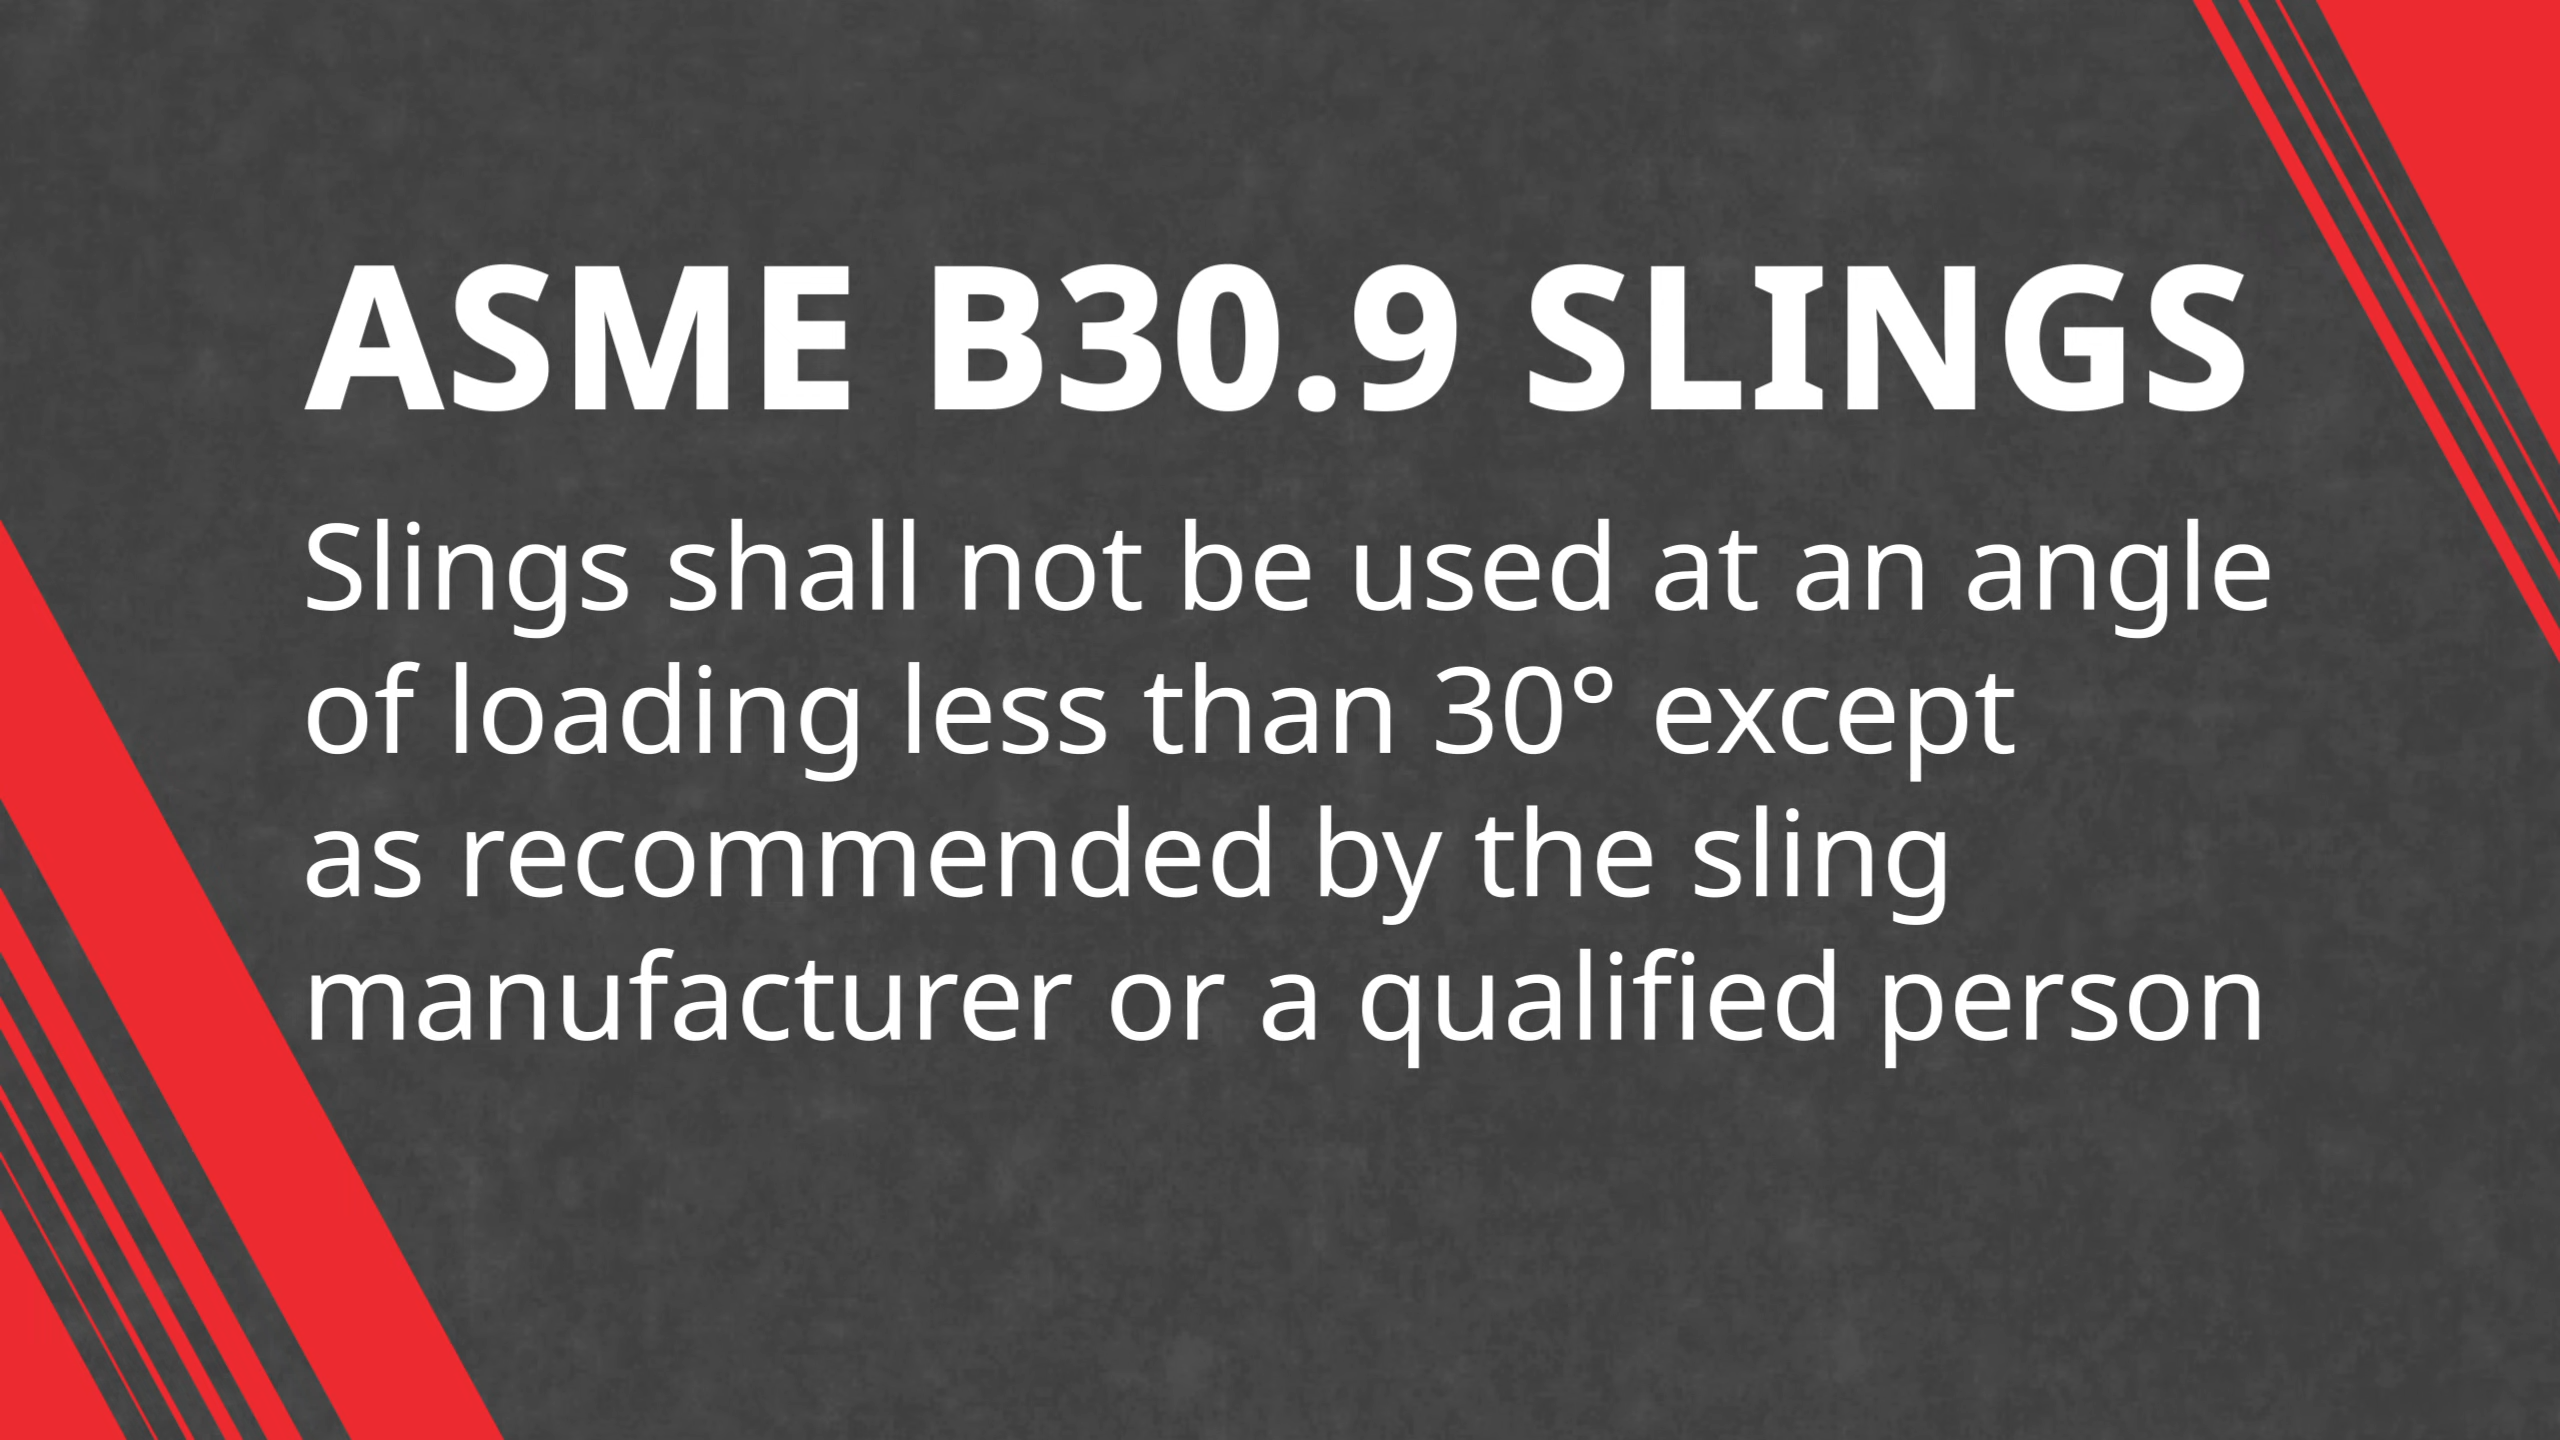 ASME B30.9 SLINGS
Slings shall not be used at an angle
of loading less than 30° except
as recommended by the sling
manufacturer or a qualified person